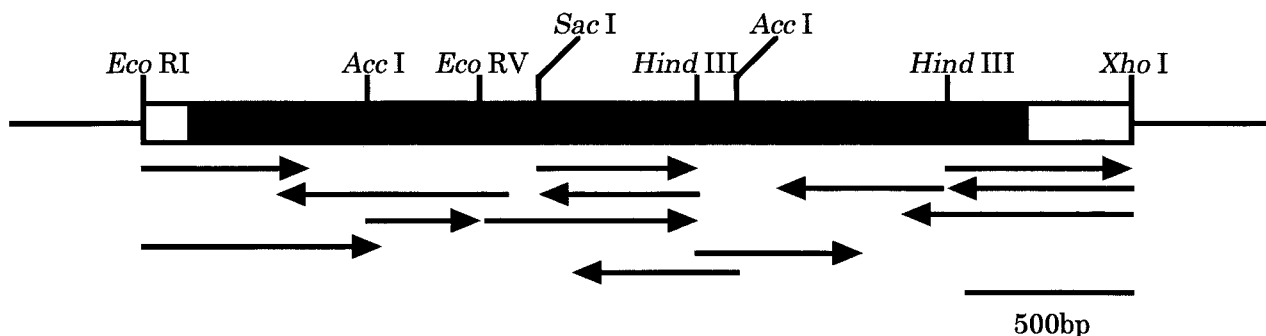 Sac I Acc I
Eco RI Acc I Eco RV Hind III Hind III Xho I
500bp